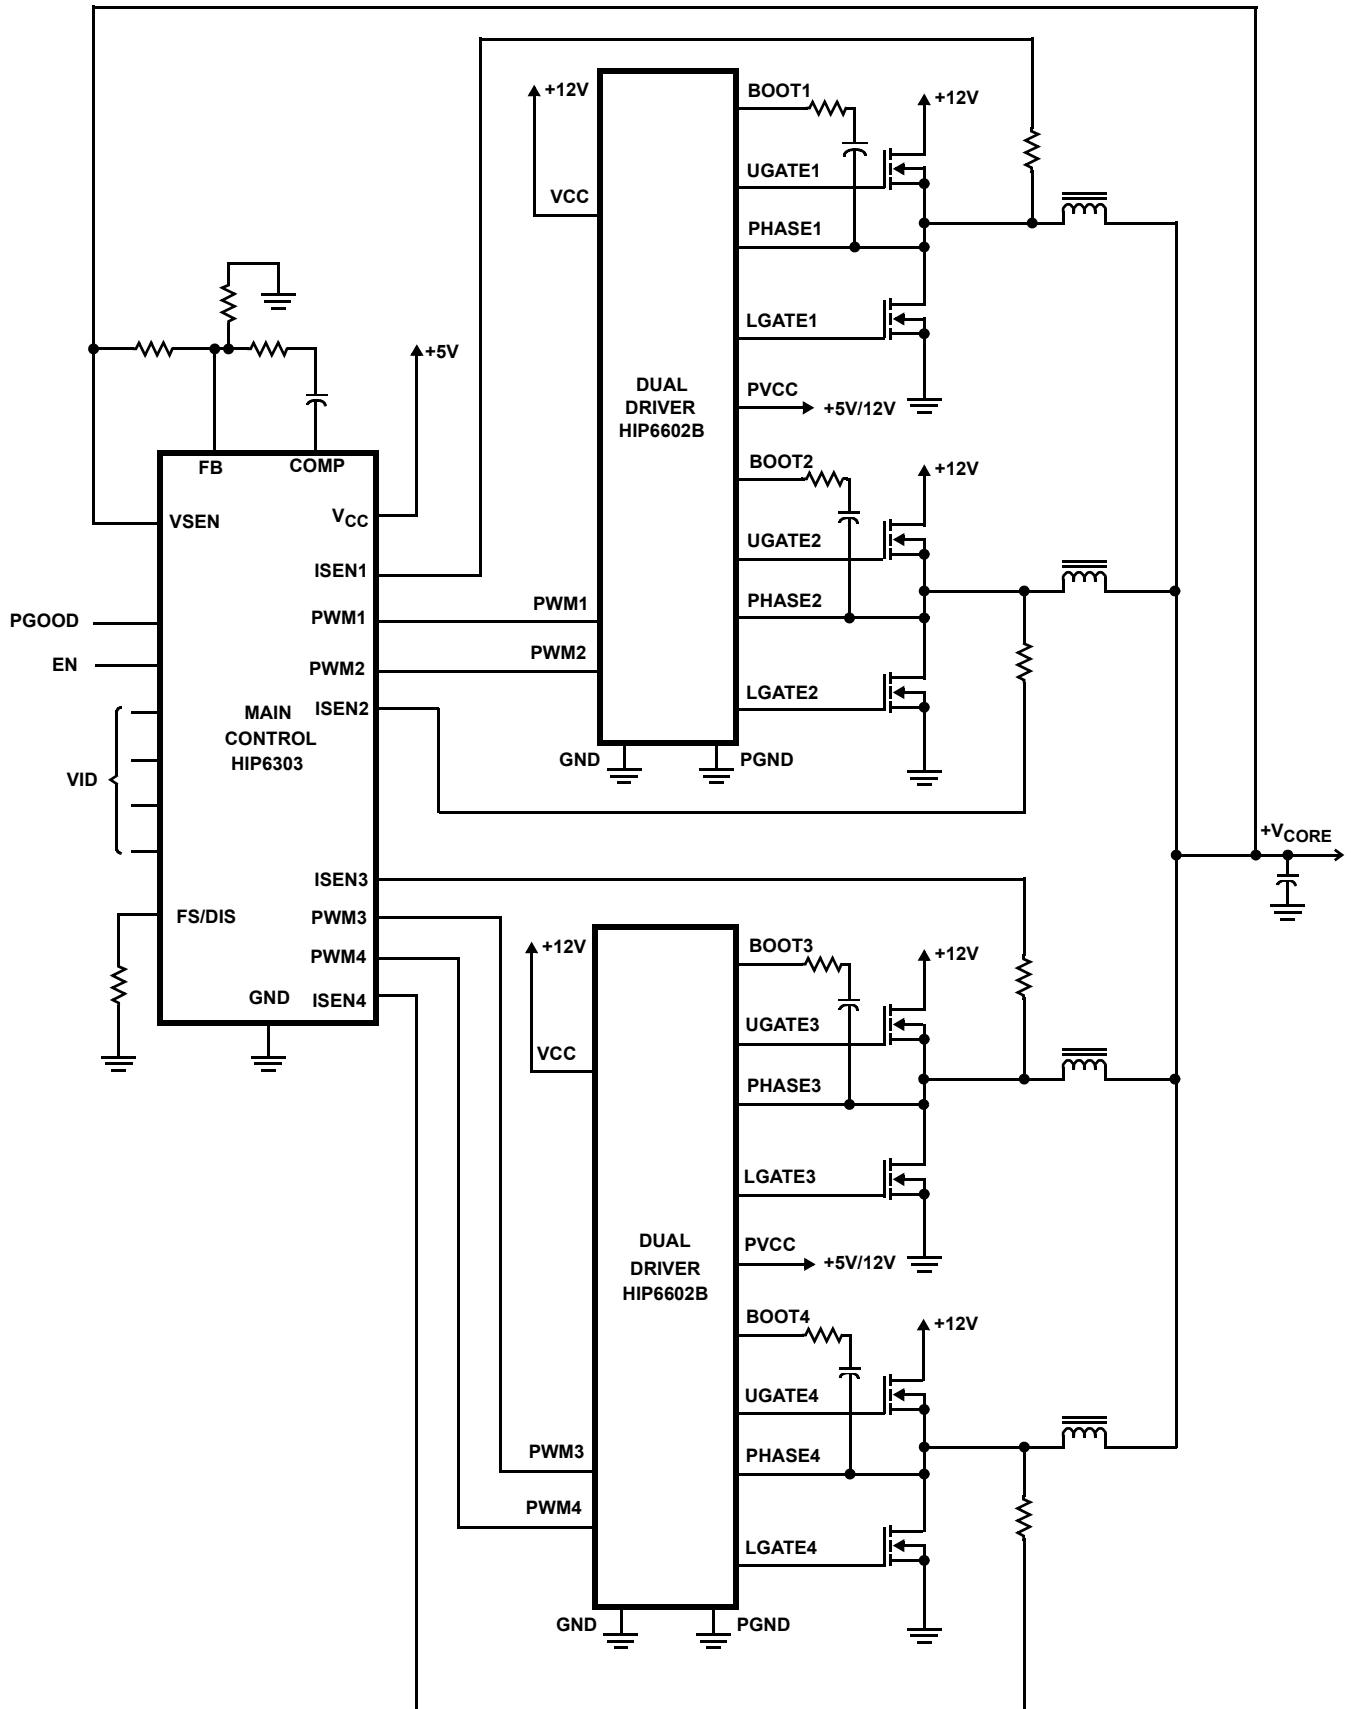 +12V
BOOT1
+12V
UGATE1
VCC
PHASE1
LGATE1
+5V
PVCC
+5V/12V
DUAL
DRIVER
HIP6602B
FB
COMP
BOOT2
+12V
VSEN
VCC
UGATE2
ISEN1
PHASE2
PWM1
PWM1
PGOOD
PWM2
PWM2
EN
LGATE2
ISEN2
MAIN
CONTROL
HIP6303
VID
GND
PGND
+VCORE
ISEN3
FS/DIS
PWM3
PWM4
GND
ISEN4
+12V
BOOT3
+12V
UGATE3
VCC
PHASE3
LGATE3
PVCC
+5V/12V
DUAL
DRIVER
HIP6602B
BOOT4
+12V
UGATE4
PWM3
PHASE4
PWM4
LGATE4
GND
PGND